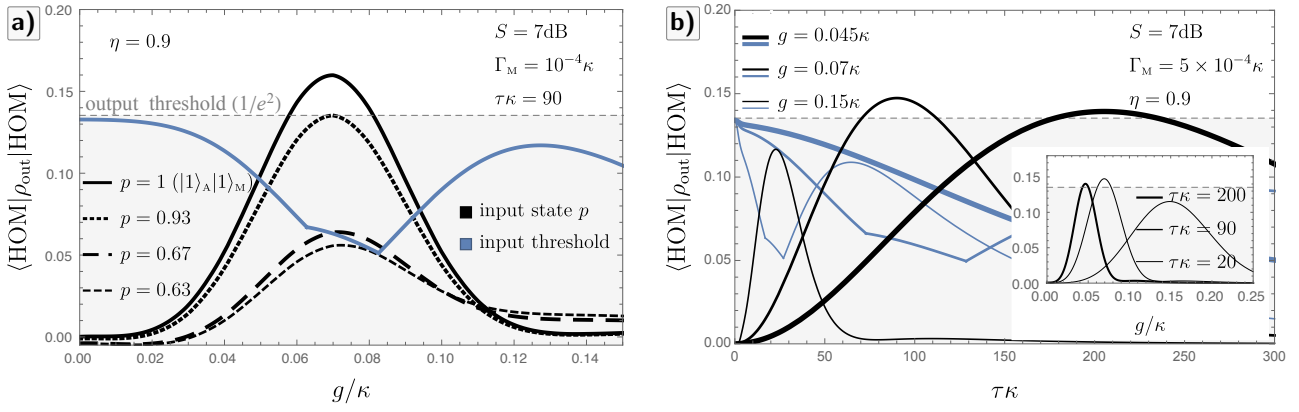 a)
η = 0.9
S = 7dB
Γ_M = 10^{-4}κ
τκ = 90
output threshold (1/e²)
p = 1 (|1⟩_A|1⟩_M)
p = 0.93
p = 0.67
p = 0.63
input state p
input threshold
⟨HOM|ρ_out|HOM⟩
0.20
0.15
0.10
0.05
0.00
0.00 0.02 0.04 0.06 0.08 0.10 0.12 0.14
g/κ
b)
g = 0.045κ
g = 0.07κ
g = 0.15κ
S = 7dB
Γ_M = 5 × 10^{-4}κ
η = 0.9
⟨HOM|ρ_out|HOM⟩
0.20
0.15
0.10
0.05
0.00
0 50 100 150 200 250 300
τκ
0.20
0.15
0.10
0.05
0.00
τκ = 200
τκ = 90
τκ = 20
0.00 0.05 0.10 0.15 0.20 0.25
g/κ